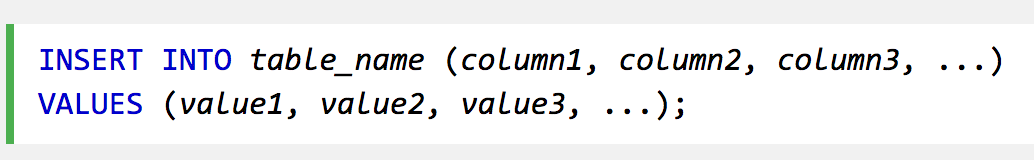 INSERT INTO table_name (column1, column2, column3, ...)
VALUES (value1, value2, value3, ...);